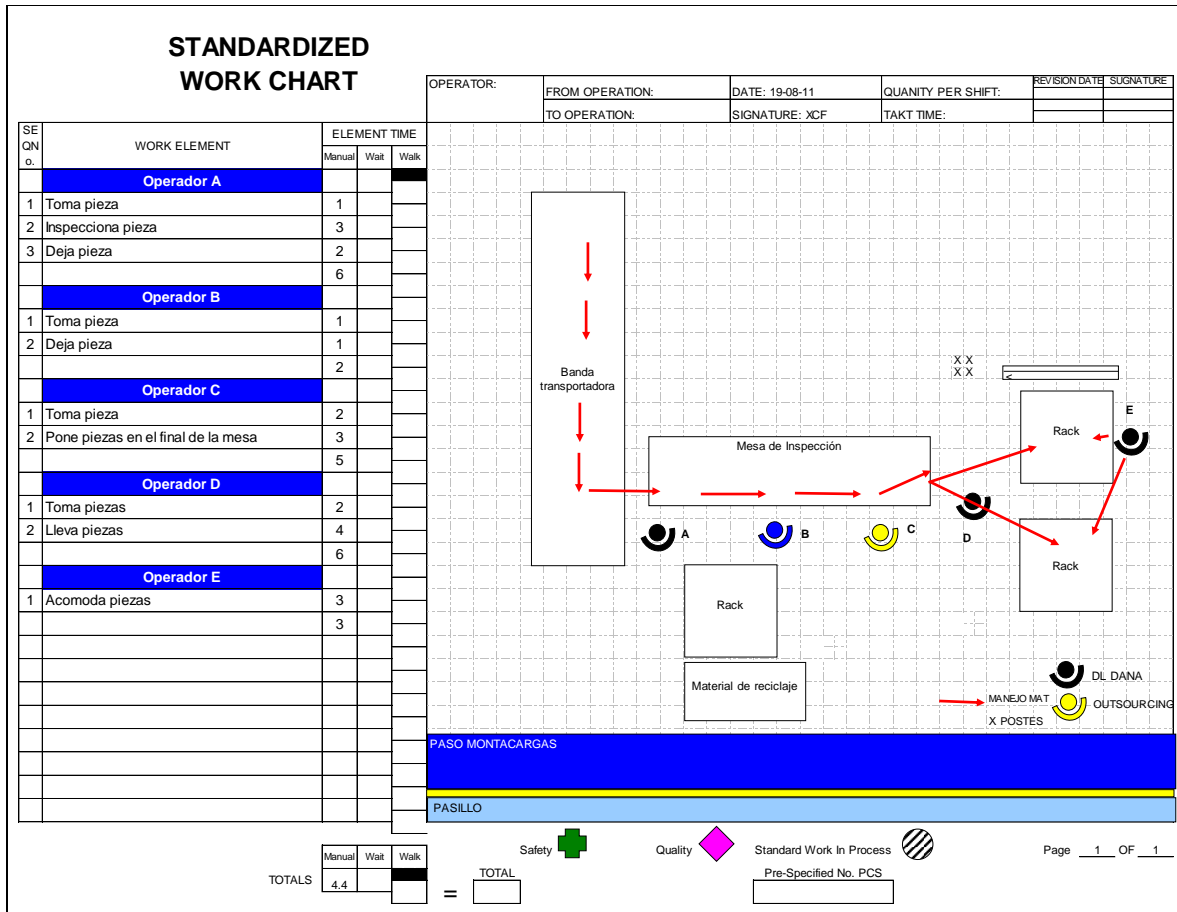 STANDARDIZED
WORK CHART
OPERATOR:
FROM OPERATION:
DATE: 19-08-11
QUANITY PER SHIFT:
REVISION DATE
SUGNATURE
TO OPERATION:
SIGNATURE: XCF
TAKT TIME:
SE
QN
o.
WORK ELEMENT
ELEMENT TIME
Manual Wait Walk
Operador A
1 Toma pieza 1
2 Inspecciona pieza 3
3 Deja pieza 2
6
Operador B
1 Toma pieza 1
2 Deja pieza 1
2
Operador C
1 Toma pieza 2
2 Pone piezas en el final de la mesa 3
5
Operador D
1 Toma piezas 2
2 Lleva piezas 4
6
Operador E
1 Acomoda piezas 3
3
Banda
transportadora
X X
X X
<
Rack
E
Mesa de Inspección
A
B
C
D
Rack
Rack
Material de reciclaje
DL DANA
MANEJO MAT
OUTSOURCING
X POSTES
PASO MONTACARGAS
PASILLO
Safety
Quality
Standard Work In Process
Page 1 OF 1
Manual Wait Walk
TOTALS
4.4
=
TOTAL
Pre-Specified No. PCS